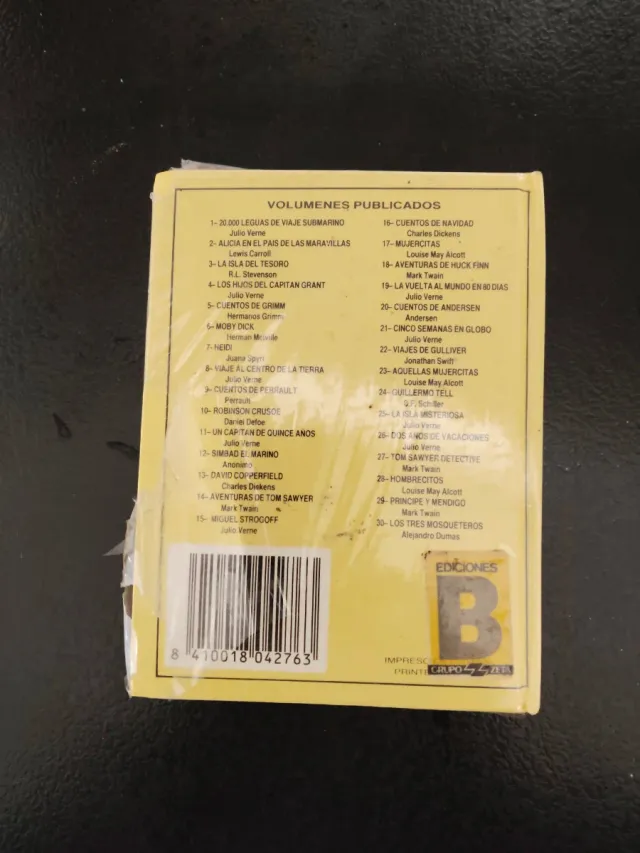 VOLUMENES PUBLICADOS
1- 20.000 LEGUAS DE VIAJE SUBMARINO
Julio Verne
2- ALICIA EN EL PAIS DE LAS MARAVILLAS
Lewis Carroll
3- LA ISLA DEL TESORO
R.L. Stevenson
4- LOS HIJOS DEL CAPITAN GRANT
Julio Verne
5- CUENTOS DE GRIMM
Hermanos Grimm
6- MOBY DICK
Herman Melville
7- HEIDI
Juana Spyri
8- VIAJE AL CENTRO DE LA TIERRA
Julio Verne
9- CUENTOS DE PERRAULT
Perrault
10- ROBINSON CRUSOE
Daniel Defoe
11- UN CAPITAN DE QUINCE AÑOS
Julio Verne
12- SIMBAD EL MARINO
Anonimo
13- DAVID COPPERFIELD
Charles Dickens
14- AVENTURAS DE TOM SAWYER
Mark Twain
15- MIGUEL STROGOFF
Julio Verne
16- CUENTOS DE NAVIDAD
Charles Dickens
17- MUJERCITAS
Louise May Alcott
18- AVENTURAS DE HUCK FINN
Mark Twain
19- LA VUELTA AL MUNDO EN 80 DIAS
Julio Verne
20- CUENTOS DE ANDERSEN
Andersen
21- CINCO SEMANAS EN GLOBO
Julio Verne
22- VIAJES DE GULLIVER
Jonathan Swift
23- AQUELLAS MUJERCITAS
Louise May Alcott
24- GUILLERMO TELL
Schiller
25- LA ISLA MISTERIOSA
Julio Verne
26- DOS AÑOS DE VACACIONES
Julio Verne
27- TOM SAWYER DETECTIVE
Mark Twain
28- HOMBRECITOS
Louise May Alcott
29- PRINCIPE Y MENDIGO
Mark Twain
30- LOS TRES MOSQUETEROS
Alejandro Dumas
8 410018 042763
EDICIONES
B
GRUPO ZETA
IMPRESO
PRINT